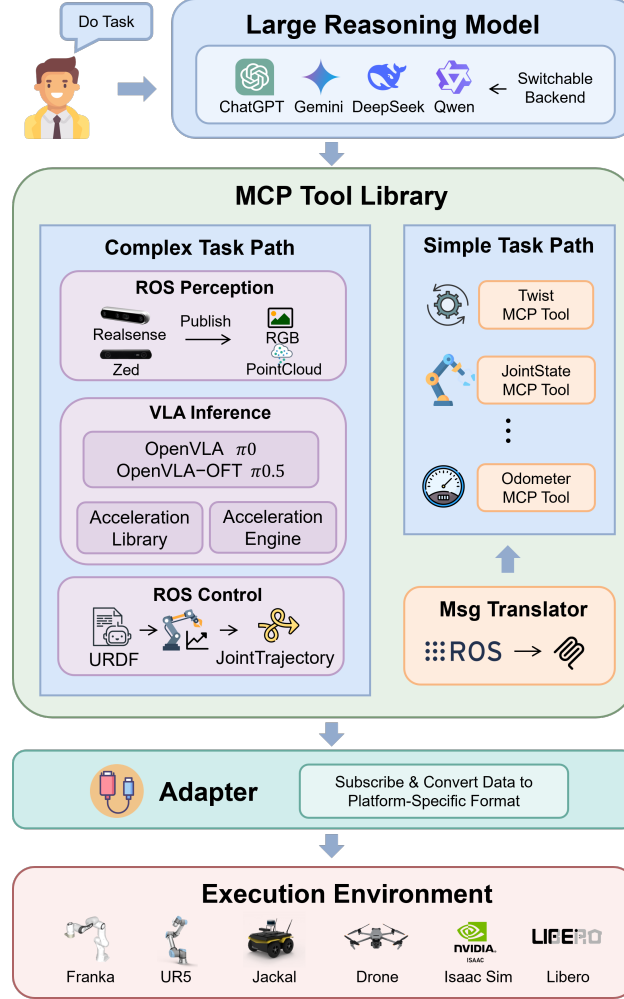 Do Task
Large Reasoning Model
ChatGPT Gemini DeepSeek Qwen
Switchable
Backend
MCP Tool Library
Complex Task Path
ROS Perception
Realsense
Zed
Publish
RGB
PointCloud
VLA Inference
OpenVLA π0
OpenVLA−OFT π0.5
Acceleration
Library
Acceleration
Engine
ROS Control
URDF
JointTrajectory
Simple Task Path
Twist
MCP Tool
JointState
MCP Tool
Odometer
MCP Tool
Msg Translator
ROS
Adapter
Subscribe & Convert Data to
Platform-Specific Format
Execution Environment
NVIDIA.
ISAAC
LIBERO
Franka UR5 Jackal Drone Isaac Sim Libero